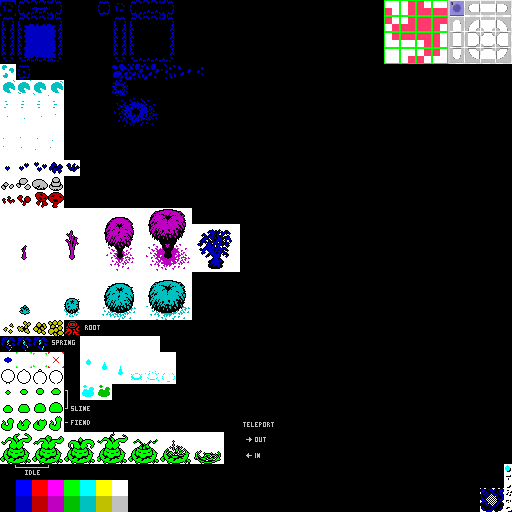 ROOT
SPRING
SLIME
FIEND
TELEPORT
OUT
IN
IDLE